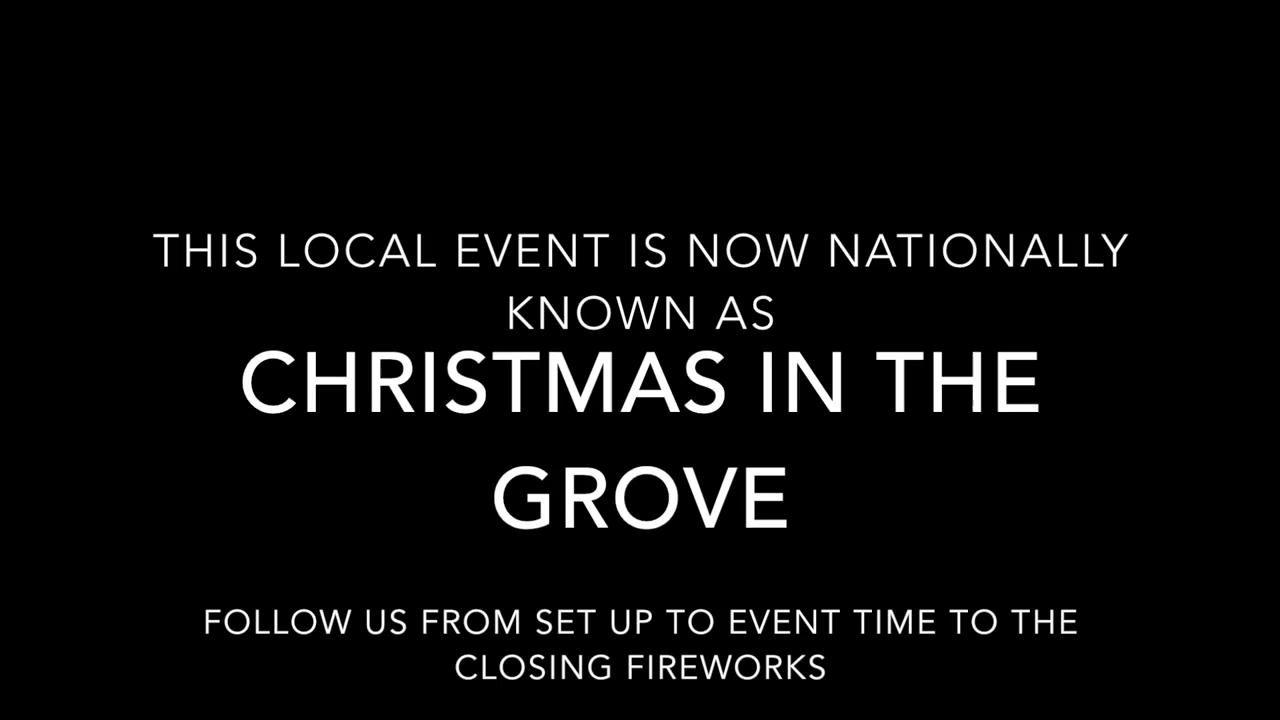 THIS LOCAL EVENT IS NOW NATIONALLY
KNOWN AS
CHRISTMAS IN THE
GROVE
FOLLOW US FROM SET UP TO EVENT TIME TO THE
CLOSING FIREWORKS